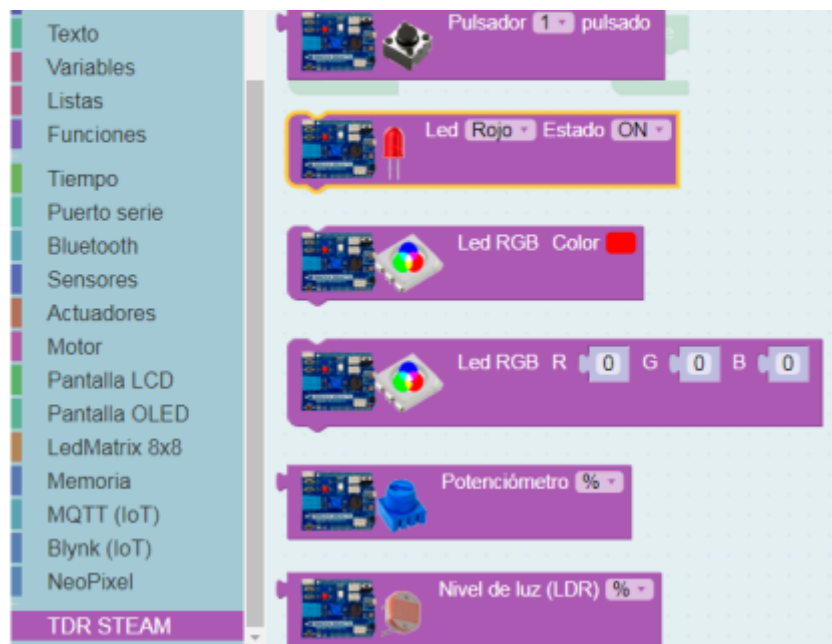 Texto
Variables
Listas
Funciones
Tiempo
Puerto serie
Bluetooth
Sensores
Actuadores
Motor
Pantalla LCD
Pantalla OLED
LedMatrix 8x8
Memoria
MQTT (IoT)
Blynk (IoT)
NeoPixel
TDR STEAM
Pulsador 1 pulsado
Led Rojo Estado ON
Led RGB Color
Led RGB R 0 G 0 B 0
Potenciómetro %
Nivel de luz (LDR) %